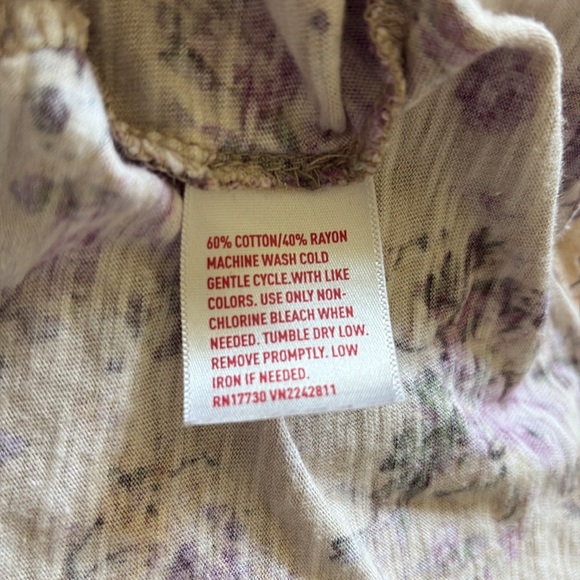 60% COTTON/40% RAYON
MACHINE WASH COLD
GENTLE CYCLE.WITH LIKE
COLORS. USE ONLY NON-
CHLORINE BLEACH WHEN
NEEDED. TUMBLE DRY LOW.
REMOVE PROMPTLY. LOW
IRON IF NEEDED.
RN17730 VN2242811